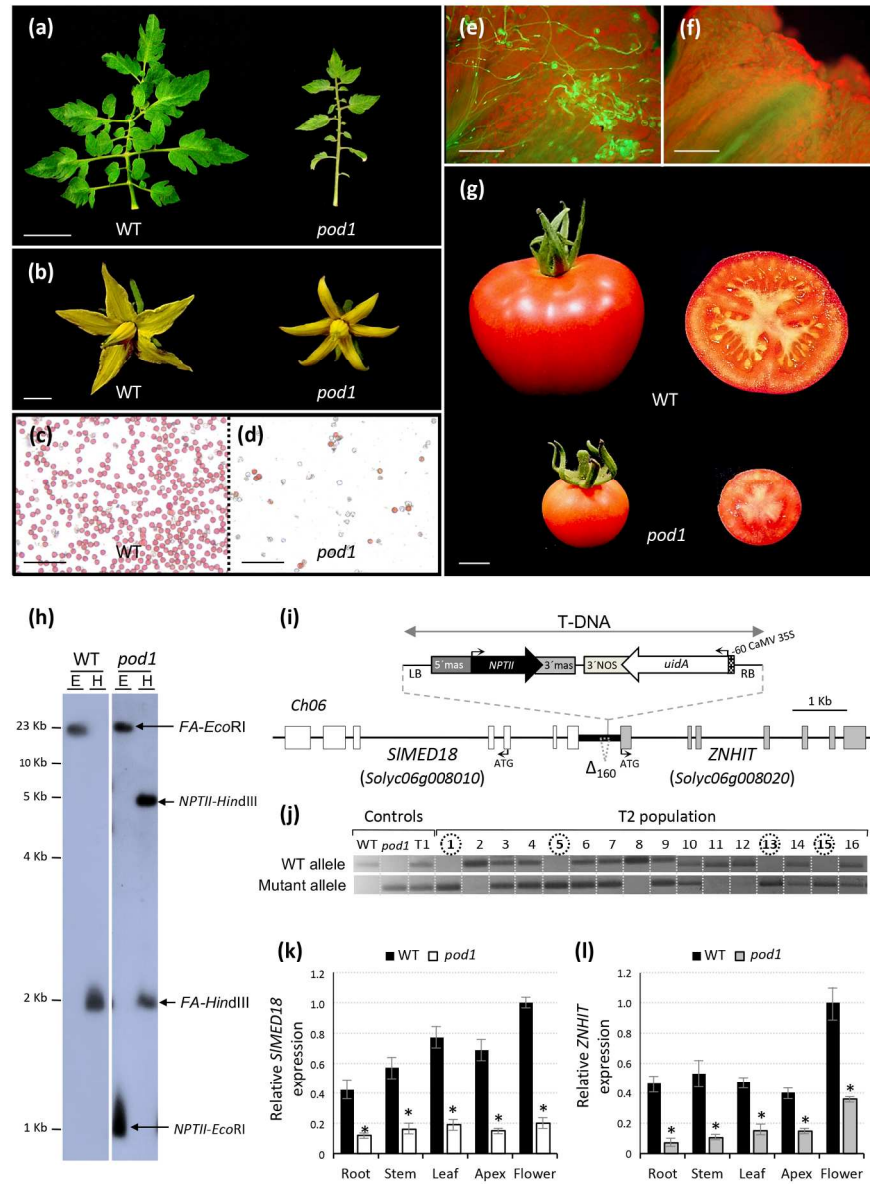 (a)
WT
pod1
(b)
WT
pod1
(c)
WT
(d)
pod1
(e)
(f)
(g)
WT
pod1
(h)
WT pod1
E H E H
23 Kb
10 Kb
5 Kb
4 Kb
2 Kb
1 Kb
FA-EcoRI
NPTII-HindIII
FA-HindIII
NPTII-EcoRI
(i)
T-DNA
-60 CaMV 35S
5´mas NPTII 3´mas 3´NOS uidA
LB RB
Ch06
1 Kb
SlMED18
(Solyc06g008010)
ATG
Δ160
ATG
ZNHIT
(Solyc06g008020)
(j)
Controls T2 population
WT pod1 T1 1 2 3 4 5 6 7 8 9 10 11 12 13 14 15 16
WT allele
Mutant allele
(k)
WT pod1
Relative SlMED18
expression
1.2
1.0
0.8
0.6
0.4
0.2
0
* * * * *
Root Stem Leaf Apex Flower
(l)
WT pod1
Relative ZNHIT
expression
1.2
1.0
0.8
0.6
0.4
0.2
0
* * * * *
Root Stem Leaf Apex Flower